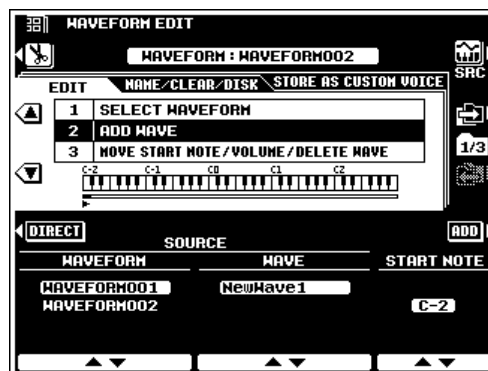 WAVEFORM EDIT
WAVEFORM : WAVEFORM002
SRC
EDIT NAME/CLEAR/DISK STORE AS CUSTOM VOICE
1 SELECT WAVEFORM
2 ADD WAVE
1/3
3 MOVE START NOTE/VOLUME/DELETE WAVE
C-2 C-1 C0 C1 C2
DIRECT ADD
SOURCE
WAVEFORM WAVE START NOTE
WAVEFORM001 NewWave1
WAVEFORM002 C-2